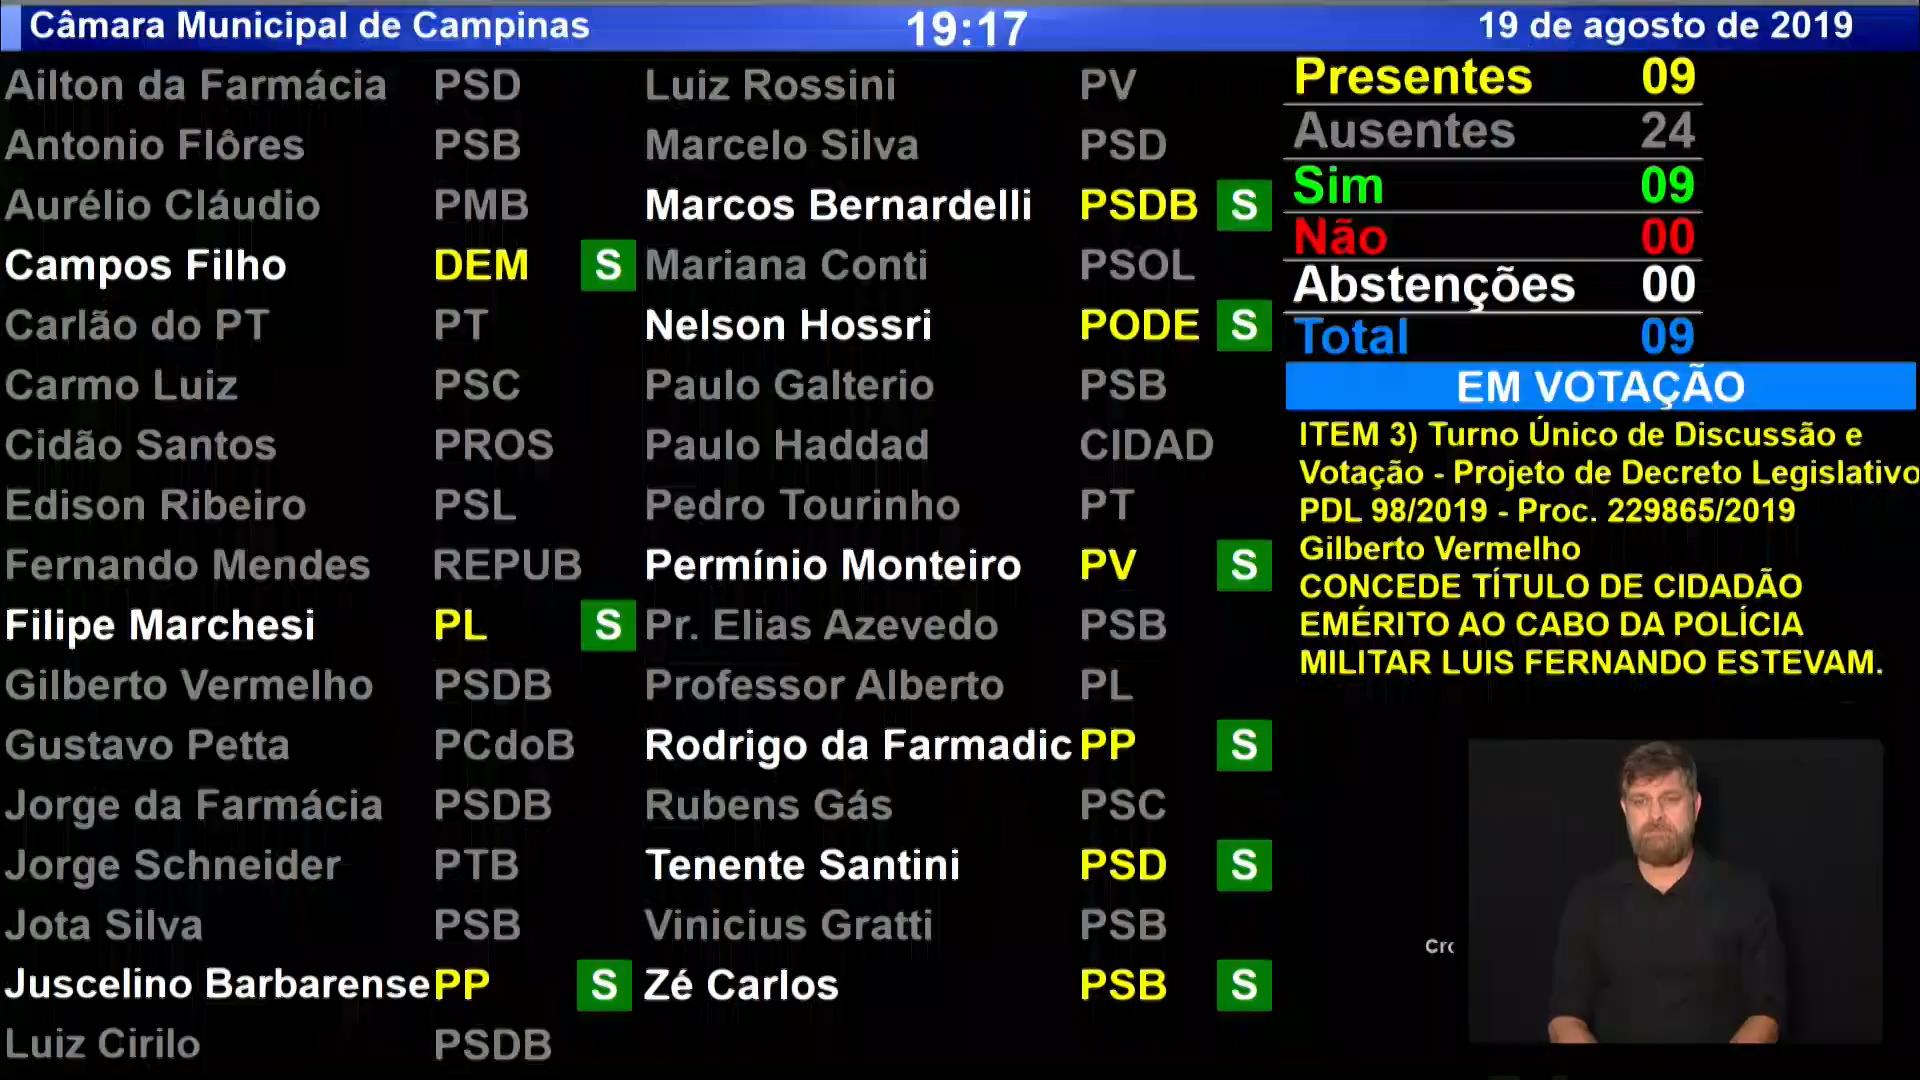 Câmara Municipal de Campinas 19:17 19 de agosto de 2019
Ailton da Farmácia PSD
Antonio Flôres PSB
Aurélio Cláudio PMB
Campos Filho DEM S
Carlão do PT PT
Carmo Luiz PSC
Cidão Santos PROS
Edison Ribeiro PSL
Fernando Mendes REPUB
Filipe Marchesi PL S
Gilberto Vermelho PSDB
Gustavo Petta PCdoB
Jorge da Farmácia PSDB
Jorge Schneider PTB
Jota Silva PSB
Juscelino Barbarense PP S
Luiz Cirilo PSDB
Luiz Rossini PV
Marcelo Silva PSD
Marcos Bernardelli PSDB S
Mariana Conti PSOL
Nelson Hossri PODE S
Paulo Galterio PSB
Paulo Haddad CIDAD
Pedro Tourinho PT
Permínio Monteiro PV S
Pr. Elias Azevedo PSB
Professor Alberto PL
Rodrigo da Farmadic PP S
Rubens Gás PSC
Tenente Santini PSD S
Vinicius Gratti PSB
Zé Carlos PSB S
Presentes 09
Ausentes 24
Sim 09
Não 00
Abstenções 00
Total 09
EM VOTAÇÃO
ITEM 3) Turno Único de Discussão e
Votação - Projeto de Decreto Legislativo
PDL 98/2019 - Proc. 229865/2019
Gilberto Vermelho
CONCEDE TÍTULO DE CIDADÃO
EMÉRITO AO CABO DA POLÍCIA
MILITAR LUIS FERNANDO ESTEVAM.